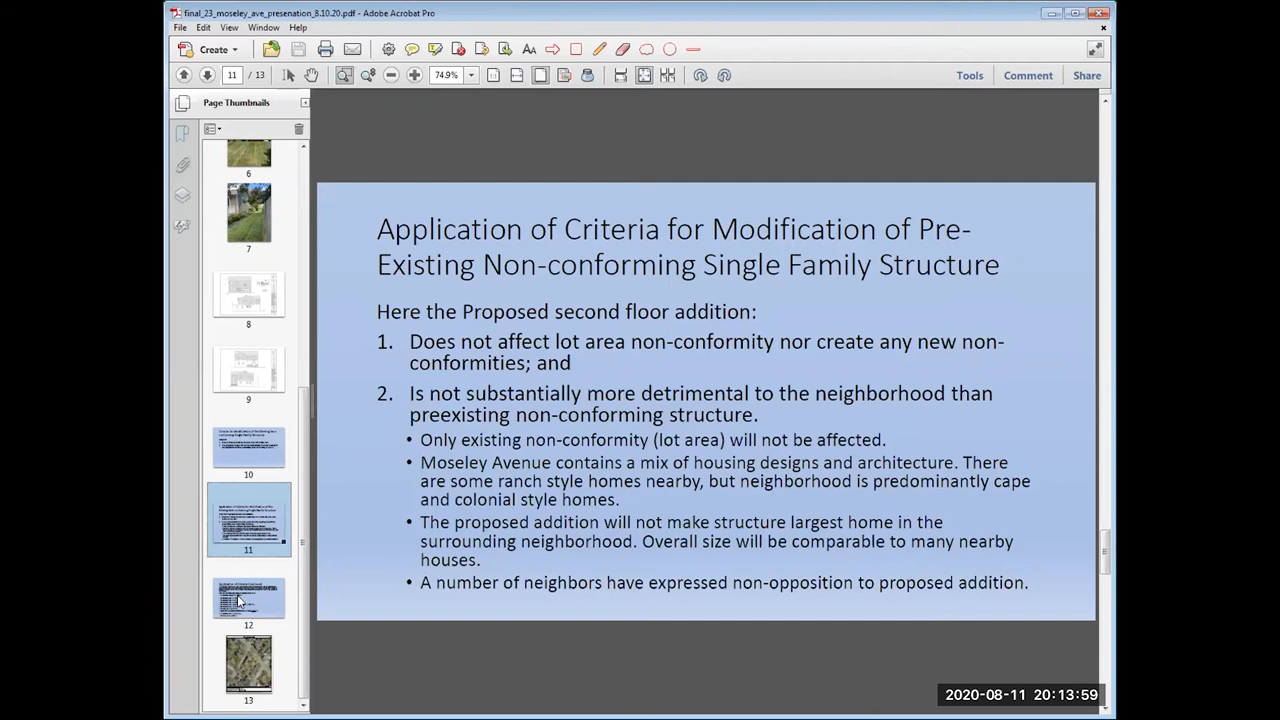 final_23_moseley_ave_presenation_8.10.20.pdf - Adobe Acrobat Pro
File Edit View Window Help
Create
11 / 13 74.9% Tools Comment Share
Page Thumbnails
6
7
8
9
10
11
12
13
Application of Criteria for Modification of Pre-
Existing Non-conforming Single Family Structure
Here the Proposed second floor addition:
1. Does not affect lot area non-conformity nor create any new non-
conformities; and
2. Is not substantially more detrimental to the neighborhood than
preexisting non-conforming structure.
• Only existing non-conformity (lot area) will not be affected.
• Moseley Avenue contains a mix of housing designs and architecture. There
are some ranch style homes nearby, but neighborhood is predominantly cape
and colonial style homes.
• The proposed addition will not make structure largest home in the
surrounding neighborhood. Overall size will be comparable to many nearby
houses.
• A number of neighbors have expressed non-opposition to proposed addition.
2020-08-11 20:13:59